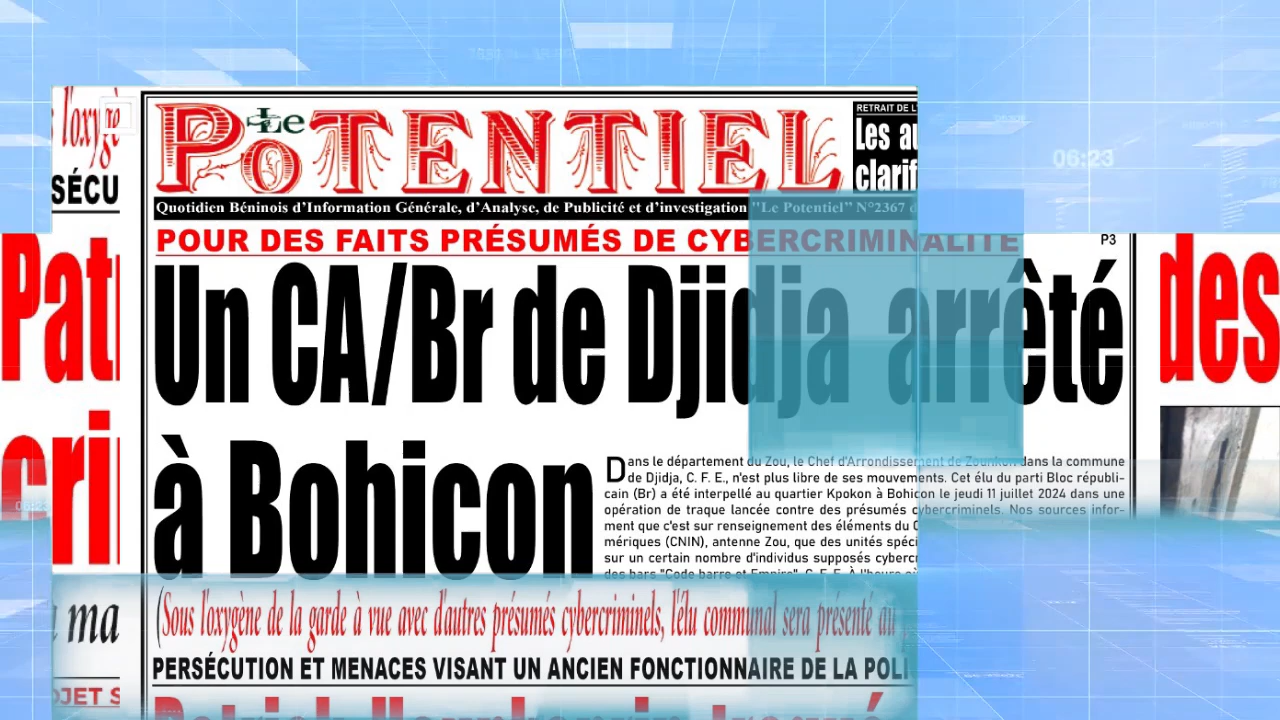 06:23
Le POTENTIEL
RETRAIT DE
Les
clarif
Quotidien Béninois d'Information Générale, d'Analyse, de Publicité et d'investigation "Le Potentiel" N°2367
POUR DES FAITS PRÉSUMÉS DE CYBERCRIMINALITÉ
P3
Un CA/Br de Djidja arrêté
à Bohicon
Dans le département du Zou, le Chef d'Arrondissement de Zounkon dans la commune
de Djidja, C. F. E., n'est plus libre de ses mouvements. Cet élu du parti Bloc républi-
cain (Br) a été interpellé au quartier Kpokon à Bohicon le jeudi 11 juillet 2024 dans une
opération de traque lancée contre des présumés cybercriminels. Nos sources infor-
ment que c'est sur renseignement des éléments du
mériques (CNIN), antenne Zou, que des unités spéci
sur un certain nombre d'individus supposés cybercr
des bars "Code barre et Empire". C. F. E. À l'heure
(Sous l'oxygène de la garde à vue avec d'autres présumés cybercriminels, l'élu communal sera présenté au
PERSÉCUTION ET MENACES VISANT UN ANCIEN FONCTIONNAIRE DE LA POLI
l'oxygè
SÉCU
Pat
cri
ma
OJET S
des